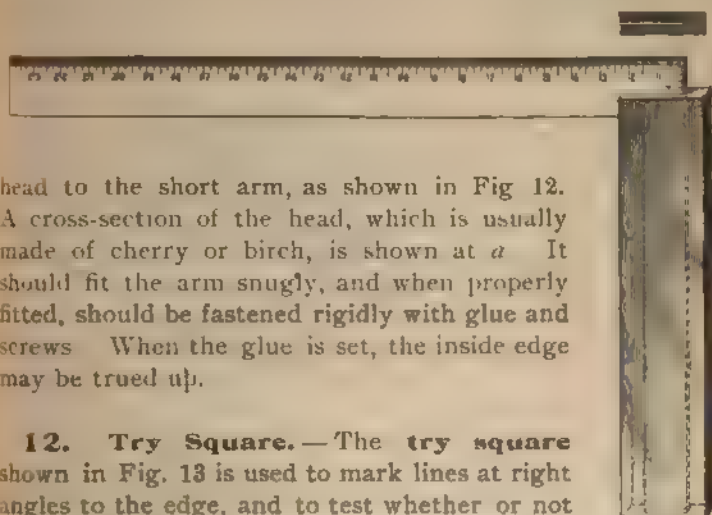 head to the short arm, as shown in Fig 12.
A cross-section of the head, which is usually
made of cherry or birch, is shown at a It
should fit the arm snugly, and when properly
fitted, should be fastened rigidly with glue and
screws When the glue is set, the inside edge
may be trued up.
12. Try Square.—The try square
shown in Fig. 13 is used to mark lines at right
angles to the edge, and to test whether or not